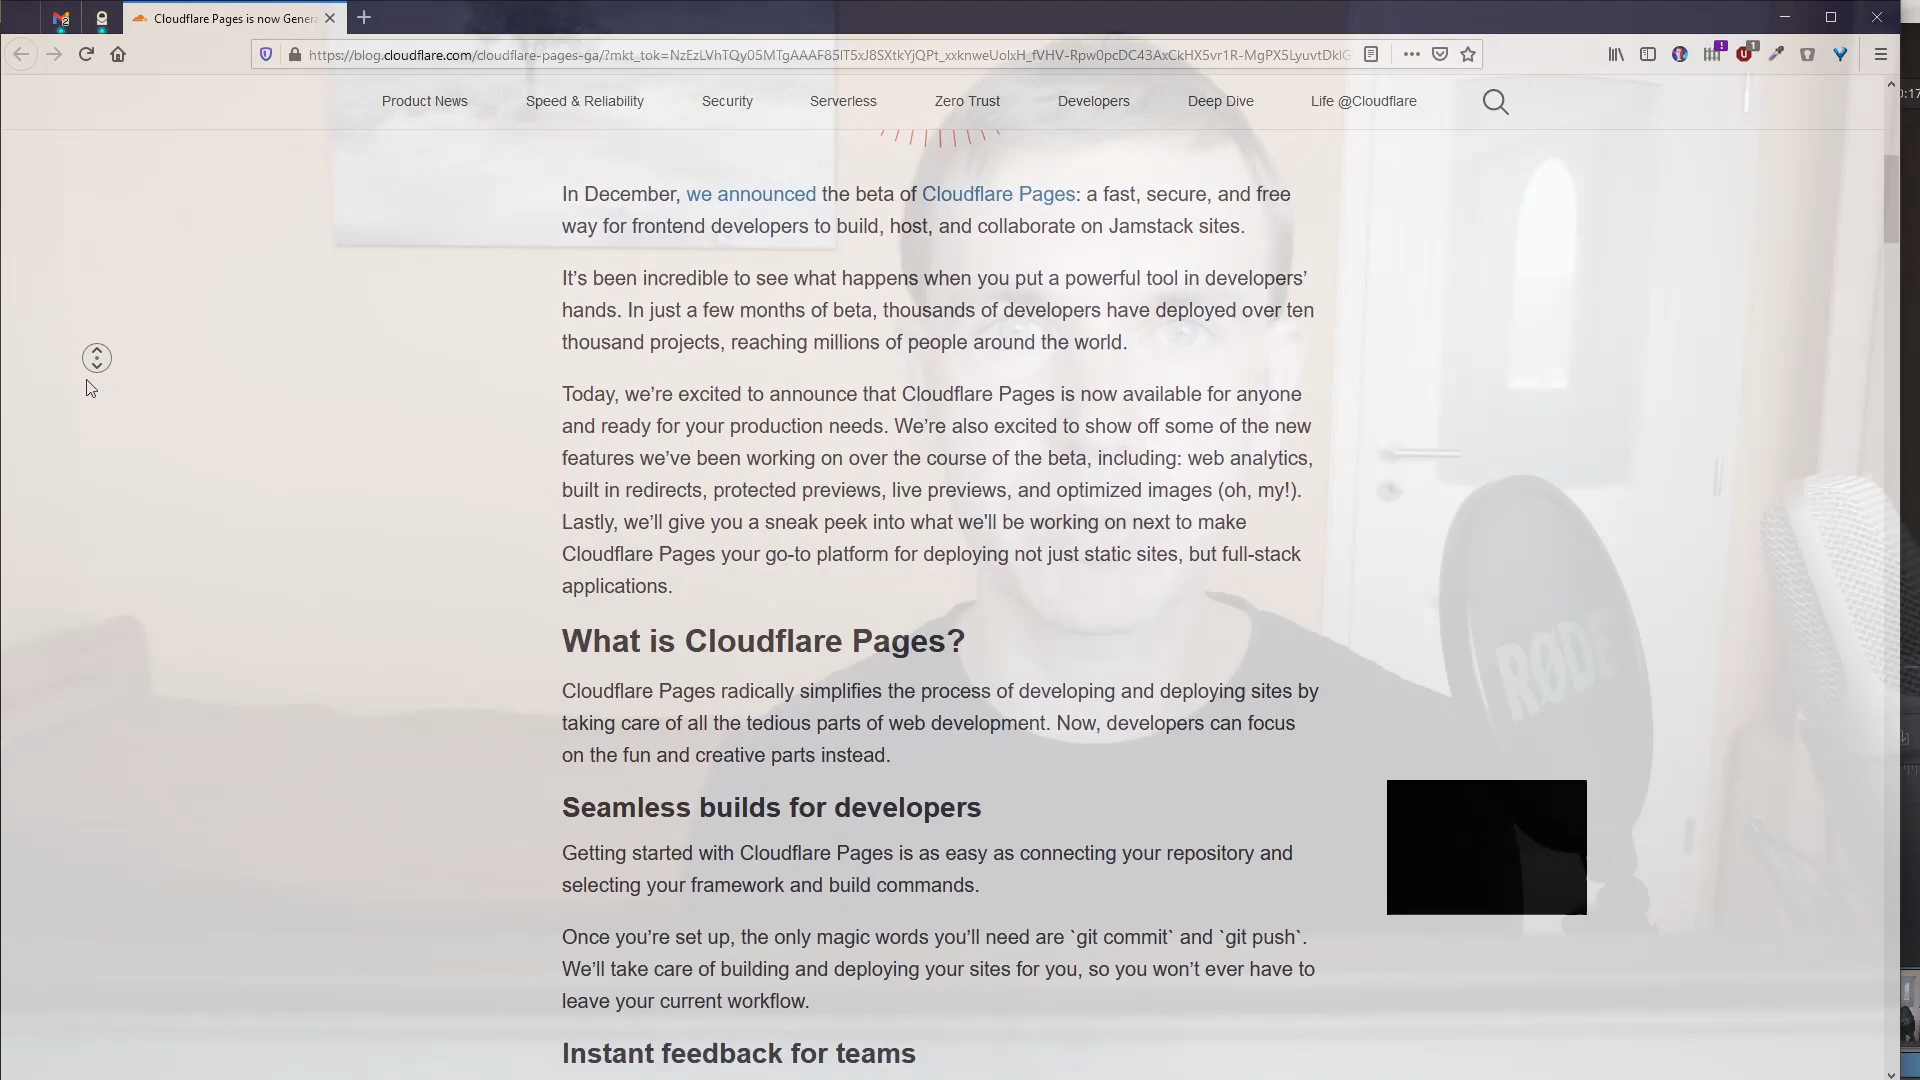 Cloudflare Pages is now Genera
https://blog.cloudflare.com/cloudflare-pages-ga/?mkt_tok=
Product News
Speed & Reliability
Security
Serverless
Zero Trust
Developers
Deep Dive
Life @Cloudflare
In December, we announced the beta of Cloudflare Pages: a fast, secure, and free
way for frontend developers to build, host, and collaborate on Jamstack sites.
It’s been incredible to see what happens when you put a powerful tool in developers’
hands. In just a few months of beta, thousands of developers have deployed over ten
thousand projects, reaching millions of people around the world.
Today, we’re excited to announce that Cloudflare Pages is now available for anyone
and ready for your production needs. We’re also excited to show off some of the new
features we’ve been working on over the course of the beta, including: web analytics,
built in redirects, protected previews, live previews, and optimized images (oh, my!).
Lastly, we’ll give you a sneak peek into what we'll be working on next to make
Cloudflare Pages your go-to platform for deploying not just static sites, but full-stack
applications.
What is Cloudflare Pages?
Cloudflare Pages radically simplifies the process of developing and deploying sites by
taking care of all the tedious parts of web development. Now, developers can focus
on the fun and creative parts instead.
RØDE
Seamless builds for developers
Getting started with Cloudflare Pages is as easy as connecting your repository and
selecting your framework and build commands.
Once you’re set up, the only magic words you’ll need are `git commit` and `git push`.
We’ll take care of building and deploying your sites for you, so you won’t ever have to
leave your current workflow.
Instant feedback for teams